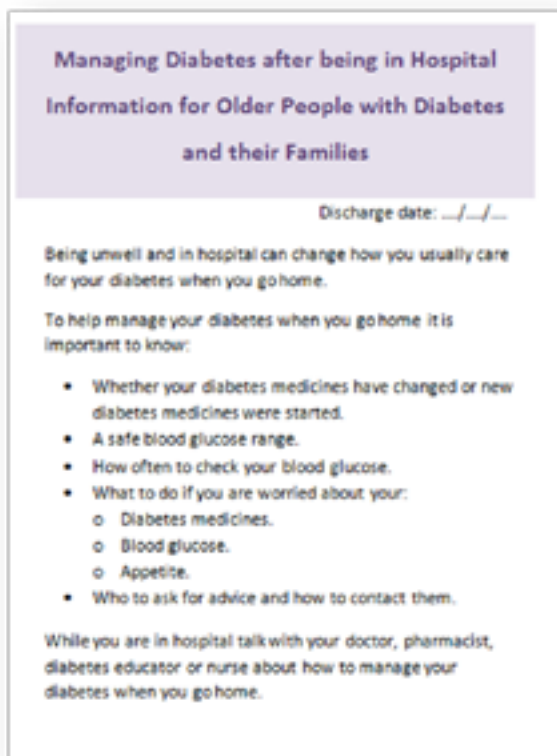 Managing Diabetes after being in Hospital
Information for Older People with Diabetes
and their Families
Discharge date: __/__/__
Being unwell and in hospital can change how you usually care
for your diabetes when you go home.
To help manage your diabetes when you go home it is
important to know:
• Whether your diabetes medicines have changed or new
diabetes medicines were started.
• A safe blood glucose range.
• How often to check your blood glucose.
• What to do if you are worried about your:
o Diabetes medicines.
o Blood glucose.
o Appetite.
• Who to ask for advice and how to contact them.
While you are in hospital talk with your doctor, pharmacist,
diabetes educator or nurse about how to manage your
diabetes when you go home.